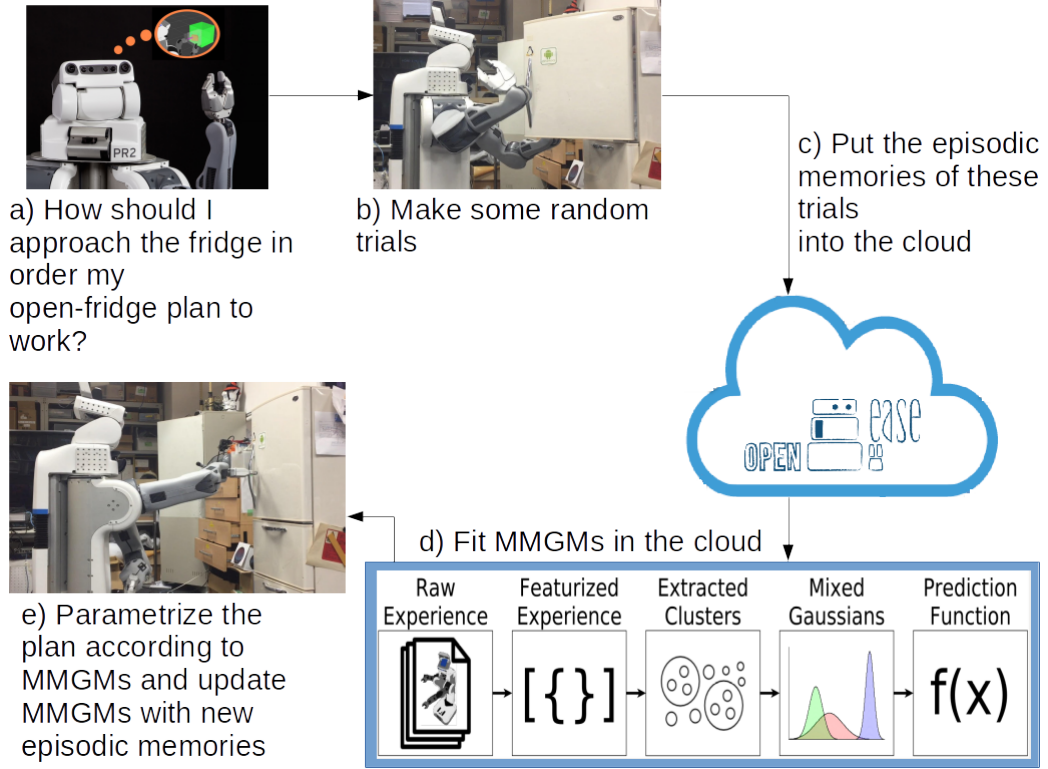 PR2
a) How should I
approach the fridge in
order my
open-fridge plan to
work?
b) Make some random
trials
c) Put the episodic
memories of these
trials
into the cloud
OPEN
ease
d) Fit MMGMs in the cloud
Raw
Experience
Featurized
Experience
Extracted
Clusters
Mixed
Gaussians
Prediction
Function
[{}]
f(x)
e) Parametrize the
plan according to
MMGMs and update
MMGMs with new
episodic memories